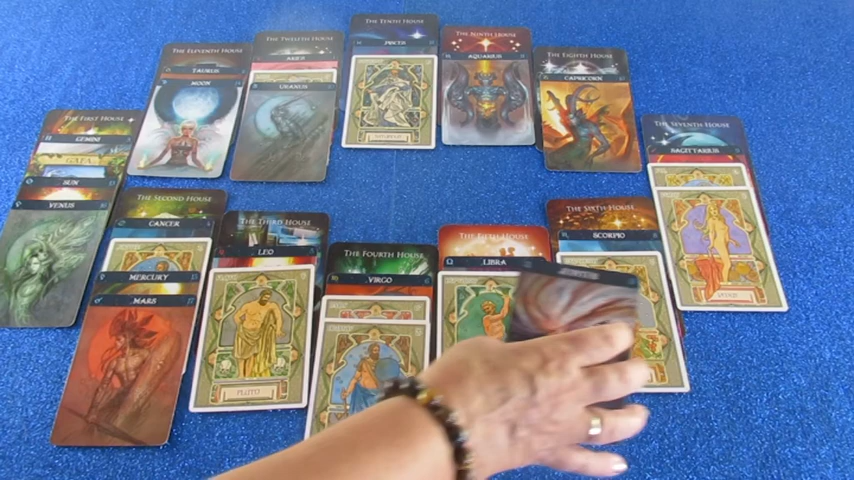 THE ELEVENTH HOUSE
TAURUS
MOON
THE TWELFTH HOUSE
ARIES
URANUS
THE TENTH HOUSE
PISCES
THE NINTH HOUSE
AQUARIUS
THE EIGHTH HOUSE
CAPRICORN
THE FIRST HOUSE
GEMINI
GAEA
SUN
VENUS
THE SECOND HOUSE
CANCER
MERCURY
MARS
THE THIRD HOUSE
LEO
PLUTO
THE FOURTH HOUSE
VIRGO
THE FIFTH HOUSE
LIBRA
THE SIXTH HOUSE
SCORPIO
THE SEVENTH HOUSE
SAGITTARIUS
VENUS